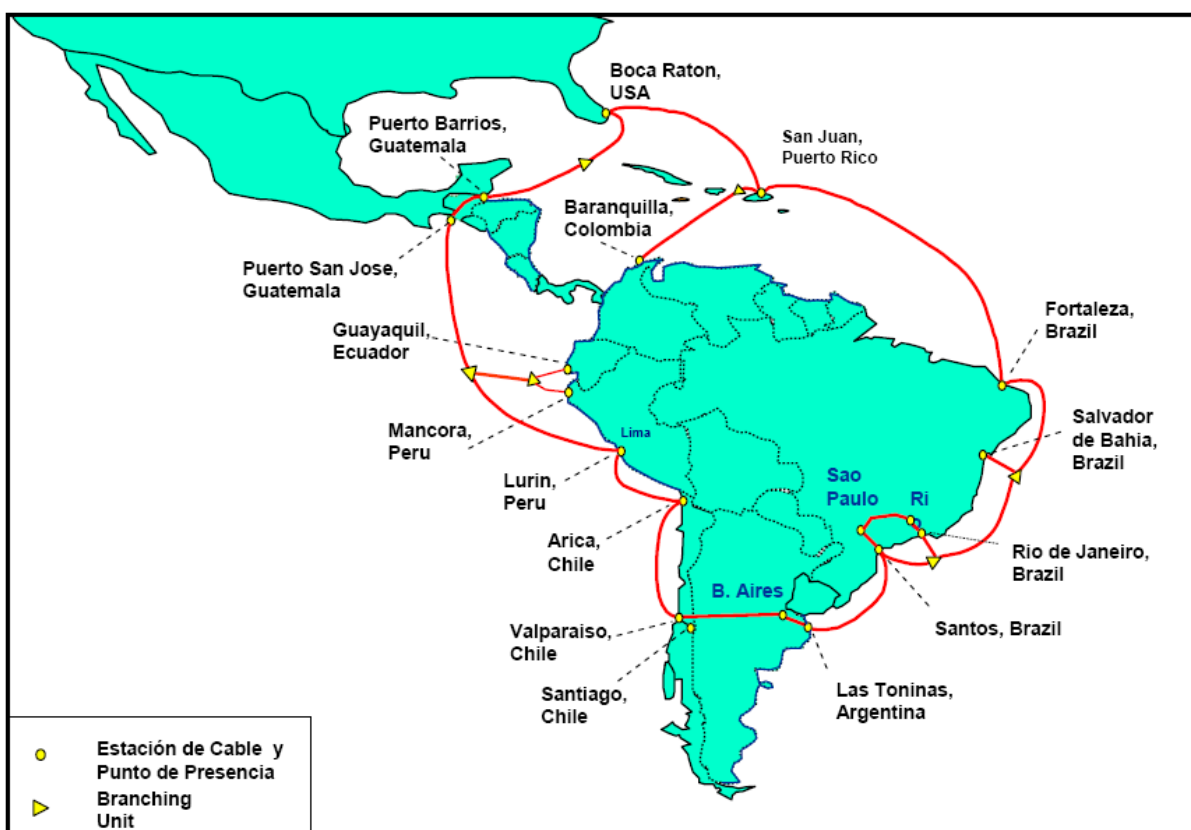 Boca Raton,
USA
Puerto Barrios,
Guatemala
San Juan,
Puerto Rico
Baranquilla,
Colombia
Puerto San Jose,
Guatemala
Guayaquil,
Ecuador
Fortaleza,
Brazil
Mancora,
Peru
Lima
Salvador
de Bahia,
Brazil
Lurin,
Peru
Sao
Paulo
Ri
o
Arica,
Chile
Rio de Janeiro,
Brazil
B. Aires
Valparaiso,
Chile
Santos, Brazil
Santiago,
Chile
Las Toninas,
Argentina
Estación de Cable y
Punto de Presencia
Branching
Unit